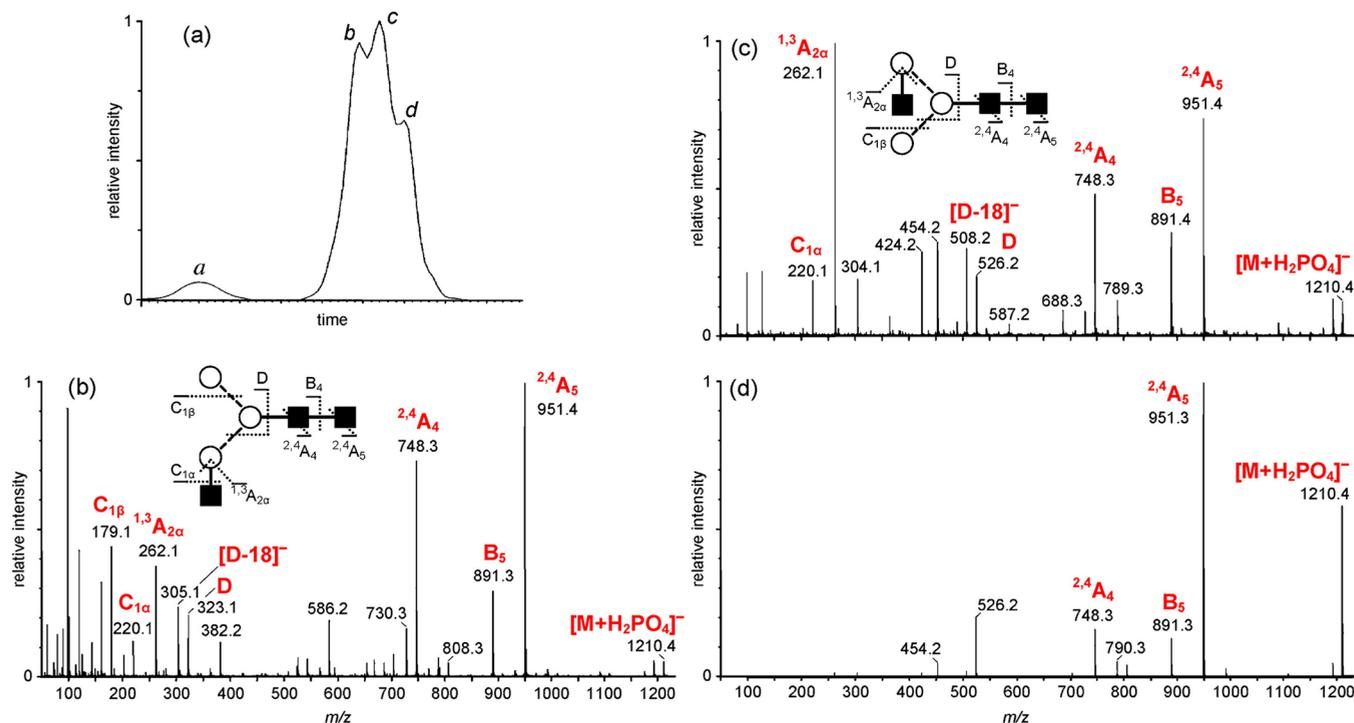 (a)
1
0
relative intensity
time
a
b
c
d
(b)
1
0
relative intensity
m/z
100 200 300 400 500 600 700 800 900 1000 1100 1200
D
B4
C1β
C1α
1,3A2α
2,4A4
2,4A5
C1β
179.1
1,3A2α
262.1
C1α
220.1
[D-18]−
305.1
D
323.1
382.2
586.2
730.3
2,4A4
748.3
808.3
B5
891.3
2,4A5
951.4
[M+H2PO4]−
1210.4
(c)
1
0
relative intensity
1,3A2α
262.1
D
B4
1,3A2α
C1β
2,4A4
2,4A5
C1α
220.1
304.1
424.2
454.2
[D-18]−
508.2
D
526.2
587.2
688.3
2,4A4
748.3
789.3
B5
891.4
2,4A5
951.4
[M+H2PO4]−
1210.4
(d)
1
0
relative intensity
m/z
100 200 300 400 500 600 700 800 900 1000 1100 1200
454.2
526.2
2,4A4
748.3
790.3
B5
891.3
2,4A5
951.3
[M+H2PO4]−
1210.4